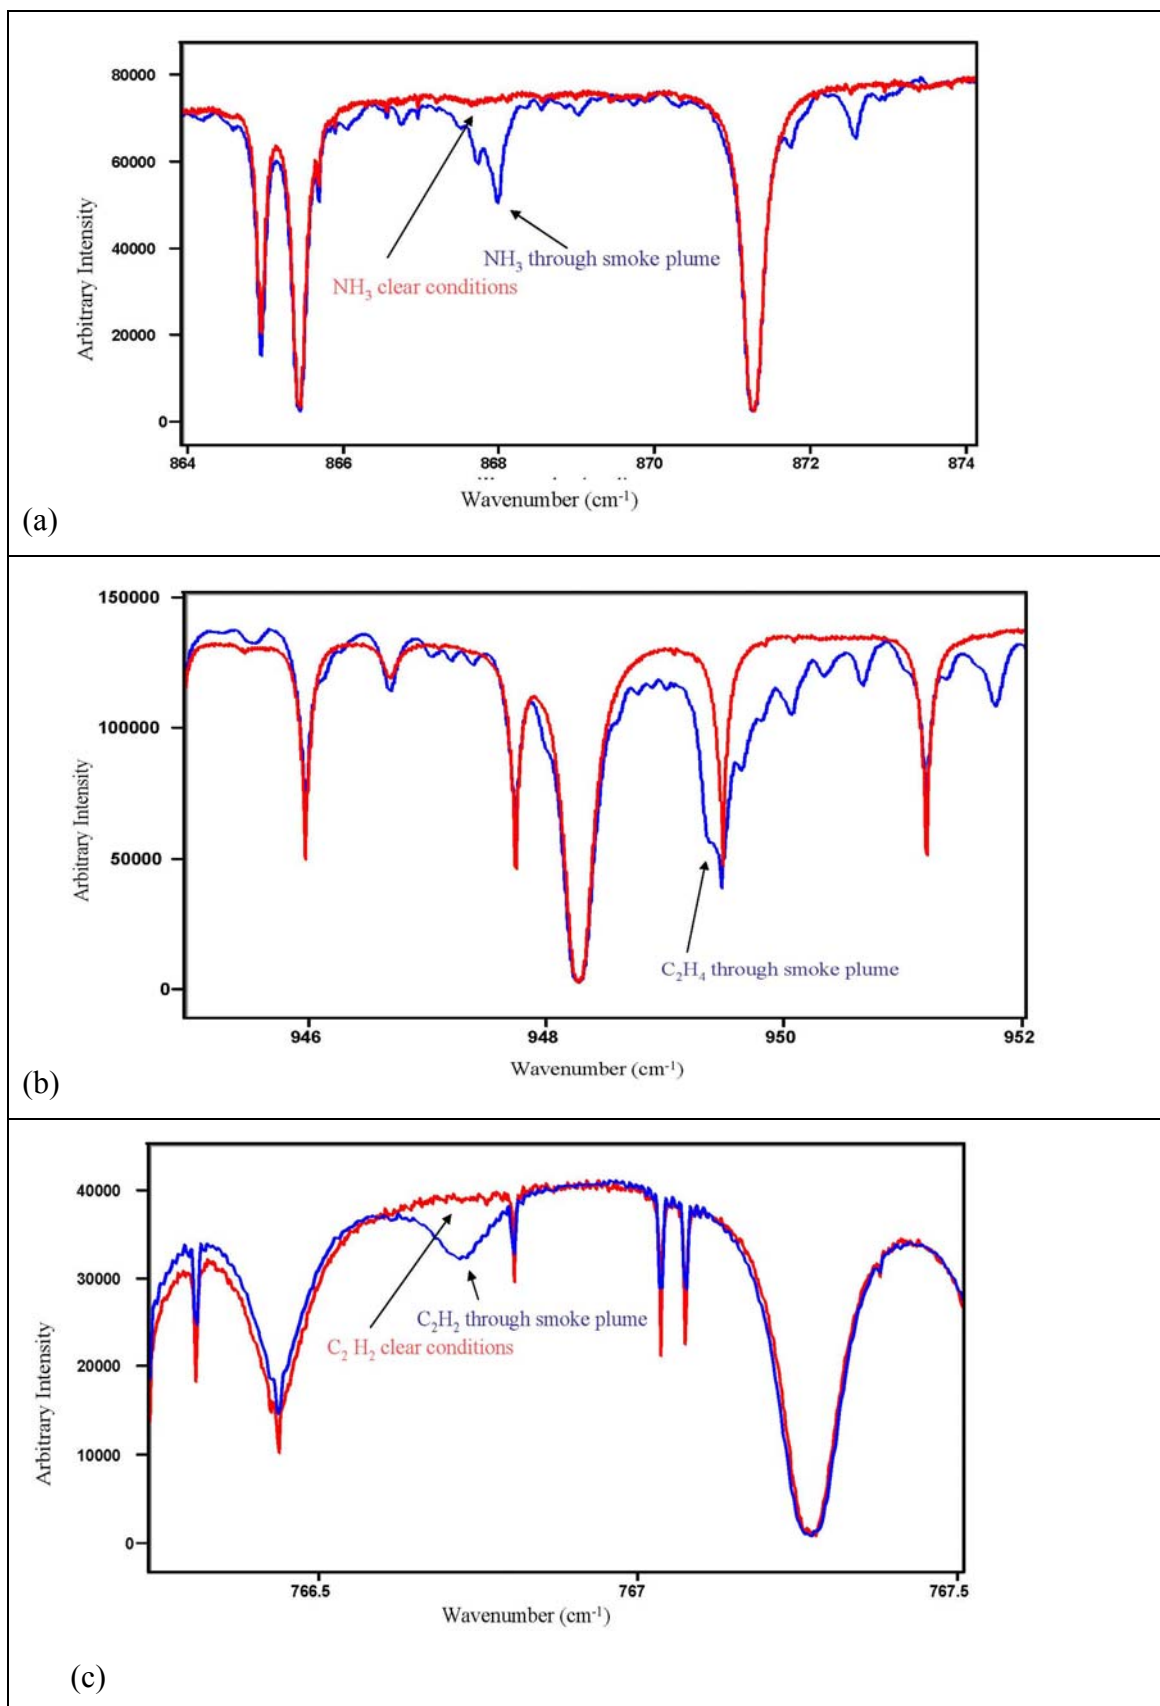 80000
60000
40000
20000
0
Arbitrary Intensity
NH3 through smoke plume
NH3 clear conditions
864 866 868 870 872 874
Wavenumber (cm-1)
(a)
150000
100000
50000
0
Arbitrary Intensity
C2H4 through smoke plume
946 948 950 952
Wavenumber (cm-1)
(b)
40000
30000
20000
10000
0
Arbitrary Intensity
C2H2 through smoke plume
C2 H2 clear conditions
766.5 767 767.5
Wavenumber (cm-1)
(c)